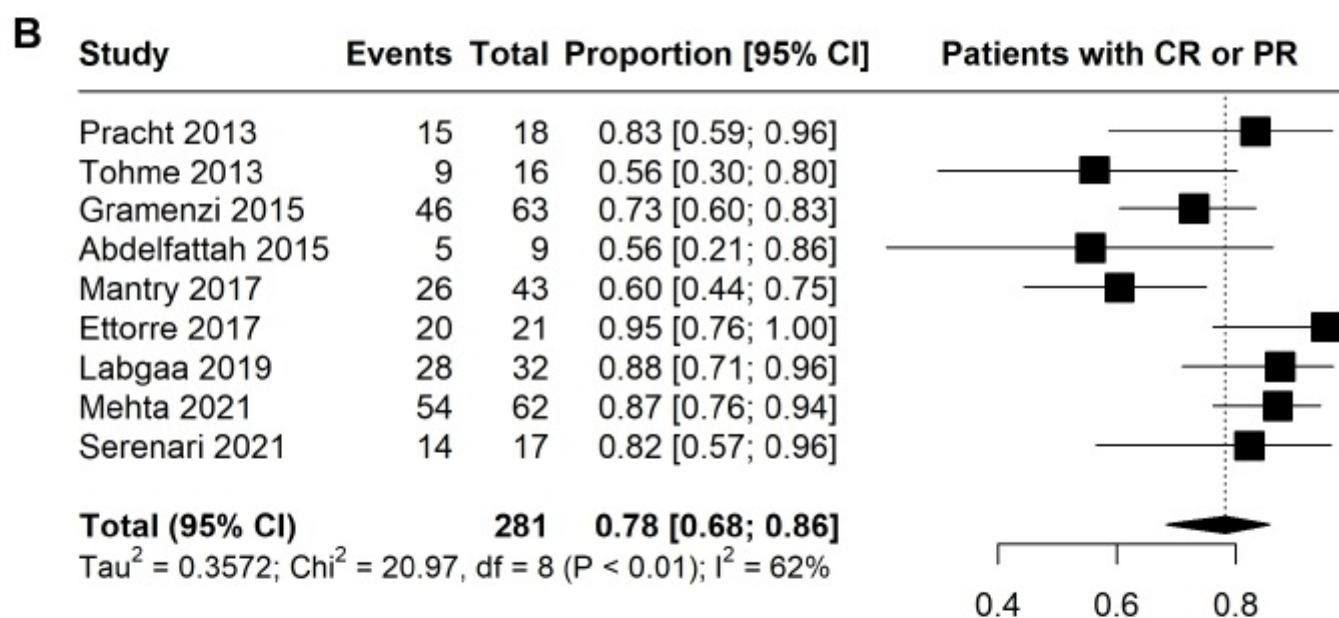 B
Study Events Total Proportion [95% CI] Patients with CR or PR
Pracht 2013 15 18 0.83 [0.59; 0.96]
Tohme 2013 9 16 0.56 [0.30; 0.80]
Gramenzi 2015 46 63 0.73 [0.60; 0.83]
Abdelfattah 2015 5 9 0.56 [0.21; 0.86]
Mantry 2017 26 43 0.60 [0.44; 0.75]
Ettorre 2017 20 21 0.95 [0.76; 1.00]
Labgaa 2019 28 32 0.88 [0.71; 0.96]
Mehta 2021 54 62 0.87 [0.76; 0.94]
Serenari 2021 14 17 0.82 [0.57; 0.96]
Total (95% CI) 281 0.78 [0.68; 0.86]
Tau² = 0.3572; Chi² = 20.97, df = 8 (P < 0.01); I² = 62%
0.4 0.6 0.8